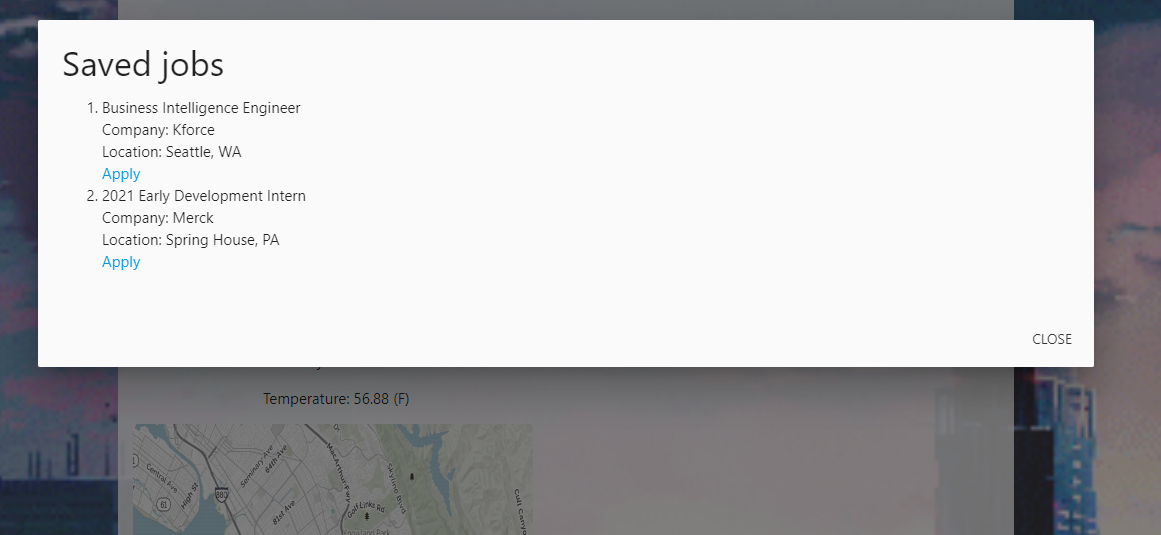 Saved jobs
1. Business Intelligence Engineer
Company: Kforce
Location: Seattle, WA
Apply
2. 2021 Early Development Intern
Company: Merck
Location: Spring House, PA
Apply
CLOSE
Temperature: 56.88 (F)
Central Ave
High St
61
880
Seminary Ave
64th Ave
81st Ave
MacArthur Fwy
Golf Links Rd
Skyline Blvd